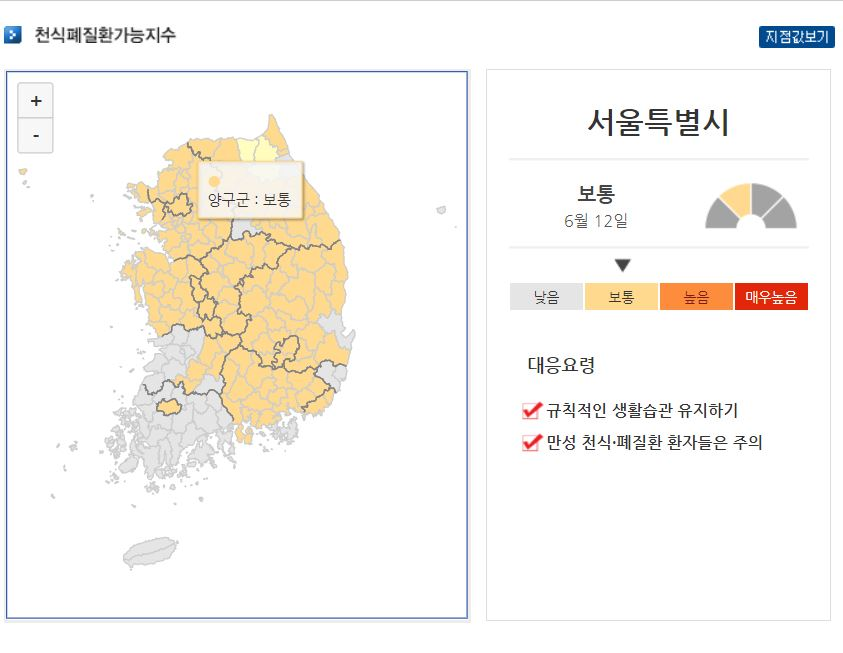 천식폐질환가능지수
지점값보기
+
-
양구군 : 보통
서울특별시
보통
6월 12일
낮음 보통 높음 매우높음
대응요령
규칙적인 생활습관 유지하기
만성 천식·폐질환 환자들은 주의